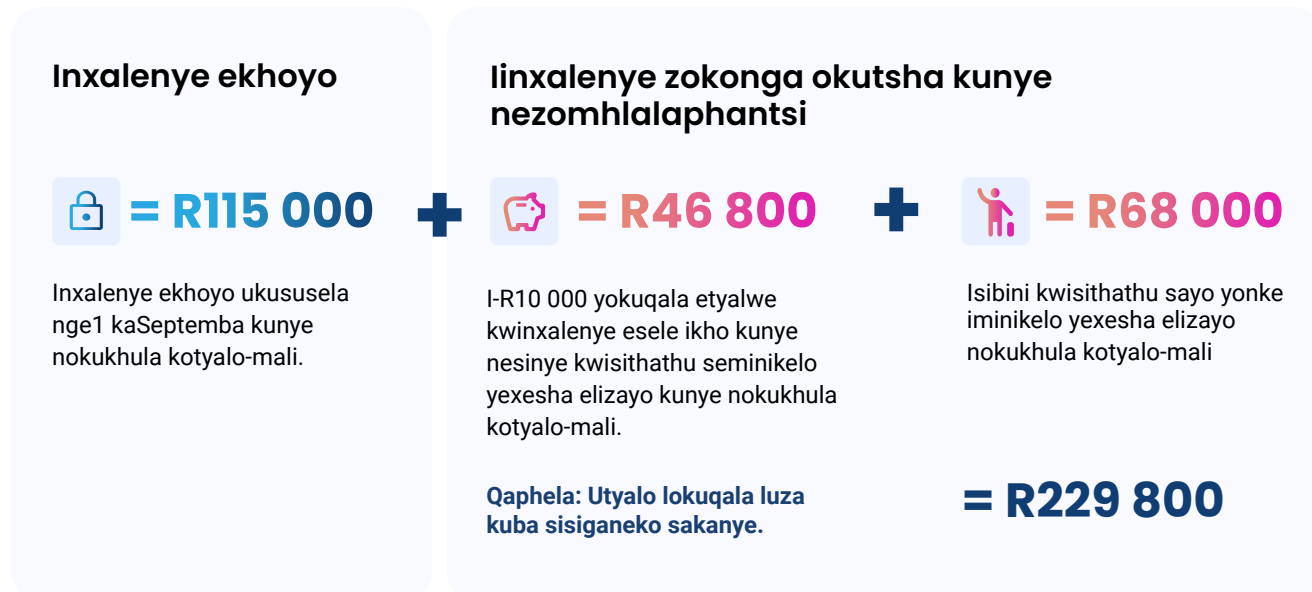 Inxalenye ekhoyo
= R115 000
Inxalenye ekhoyo ukususela
nge1 kaSeptemba kunye
nokukhula kotyalo-mali.
+
Iinxalenye zokonga okutsha kunye
nezomhlalaphantsi
= R46 800
I-R10 000 yokuqala etyalwe
kwinxalenye esele ikho kunye
nesinye kwisithathu seminikelo
yexesha elizayo kunye nokukhula
kotyalo-mali.
Qaphela: Utyalo lokuqala luza
kuba sisiganeko sakanye.
+
= R68 000
Isibini kwisithathu sayo yonke
iminikelo yexesha elizayo
nokukhula kotyalo-mali
= R229 800